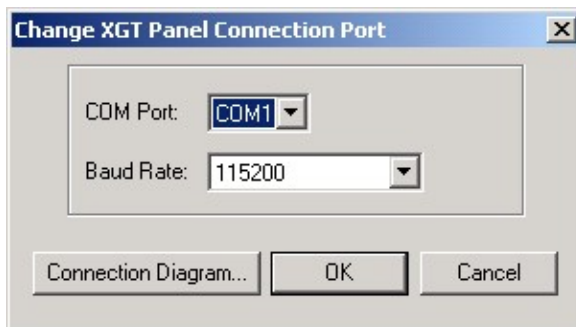 Change XGT Panel Connection Port
COM Port: COM1
Baud Rate: 115200
Connection Diagram... OK Cancel